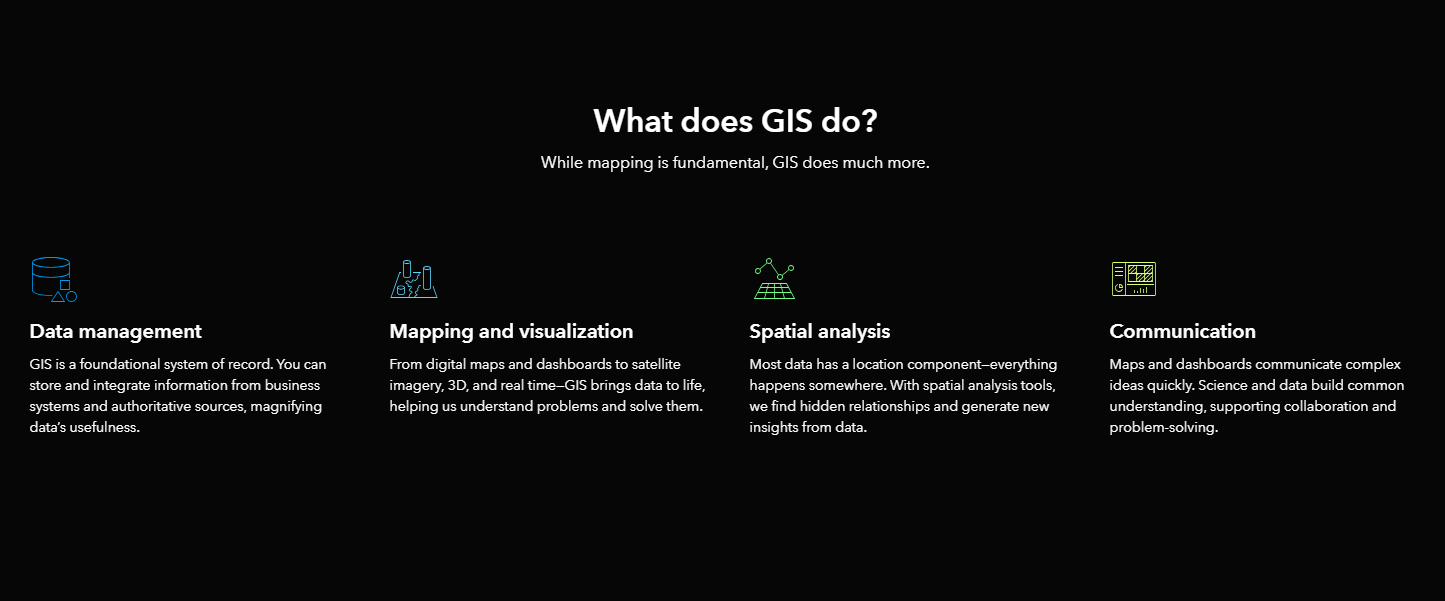 What does GIS do?
While mapping is fundamental, GIS does much more.
Data management
GIS is a foundational system of record. You can
store and integrate information from business
systems and authoritative sources, magnifying
data’s usefulness.
Mapping and visualization
From digital maps and dashboards to satellite
imagery, 3D, and real time—GIS brings data to life,
helping us understand problems and solve them.
Spatial analysis
Most data has a location component—everything
happens somewhere. With spatial analysis tools,
we find hidden relationships and generate new
insights from data.
Communication
Maps and dashboards communicate complex
ideas quickly. Science and data build common
understanding, supporting collaboration and
problem-solving.